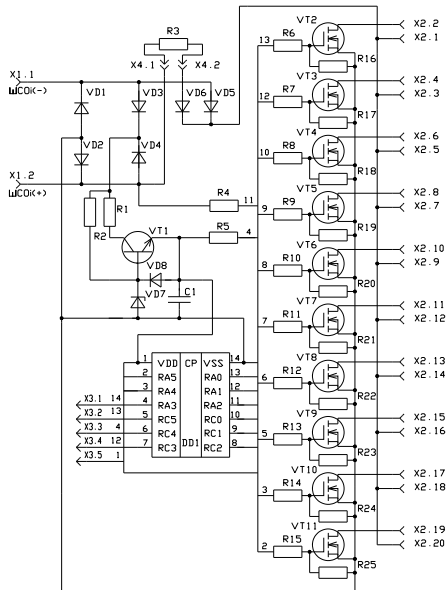 R3
VT2
X2.2
X4.1 X4.2
13 R6
X2.1
R16
X1.1
ШСОИ(-)
VD1 VD3 VD6 VD5
VT3
X2.4
12 R7
X2.3
R17
VT4
X2.6
VD2 VD4
10 R8
X2.5
R18
X1.2
ШСОИ(+)
R4
11
VT5
X2.8
R2 R1
9 R9
X2.7
R19
VT1
R5
4
VT6
X2.10
8 R10
X2.9
VD8
R20
VD7 C1
VT7
X2.11
7 R11
X2.12
R21
1 VDD CP VSS 14
VT8
X2.13
2 RA5 RA0 13
6 R12
X2.14
3 RA4 RA1 12
R22
X3.1 14 4 RA3 RA2 11
X3.2 13 5 RC5 RC0 10
VT9
X2.15
X3.3 4 6 RC4 RC1 9
5 R13
X2.16
X3.4 12 7 RC3 DD1 RC2 8
R23
X3.5 1
VT10
X2.17
3 R14
X2.18
R24
VT11
X2.19
2 R15
X2.20
R25